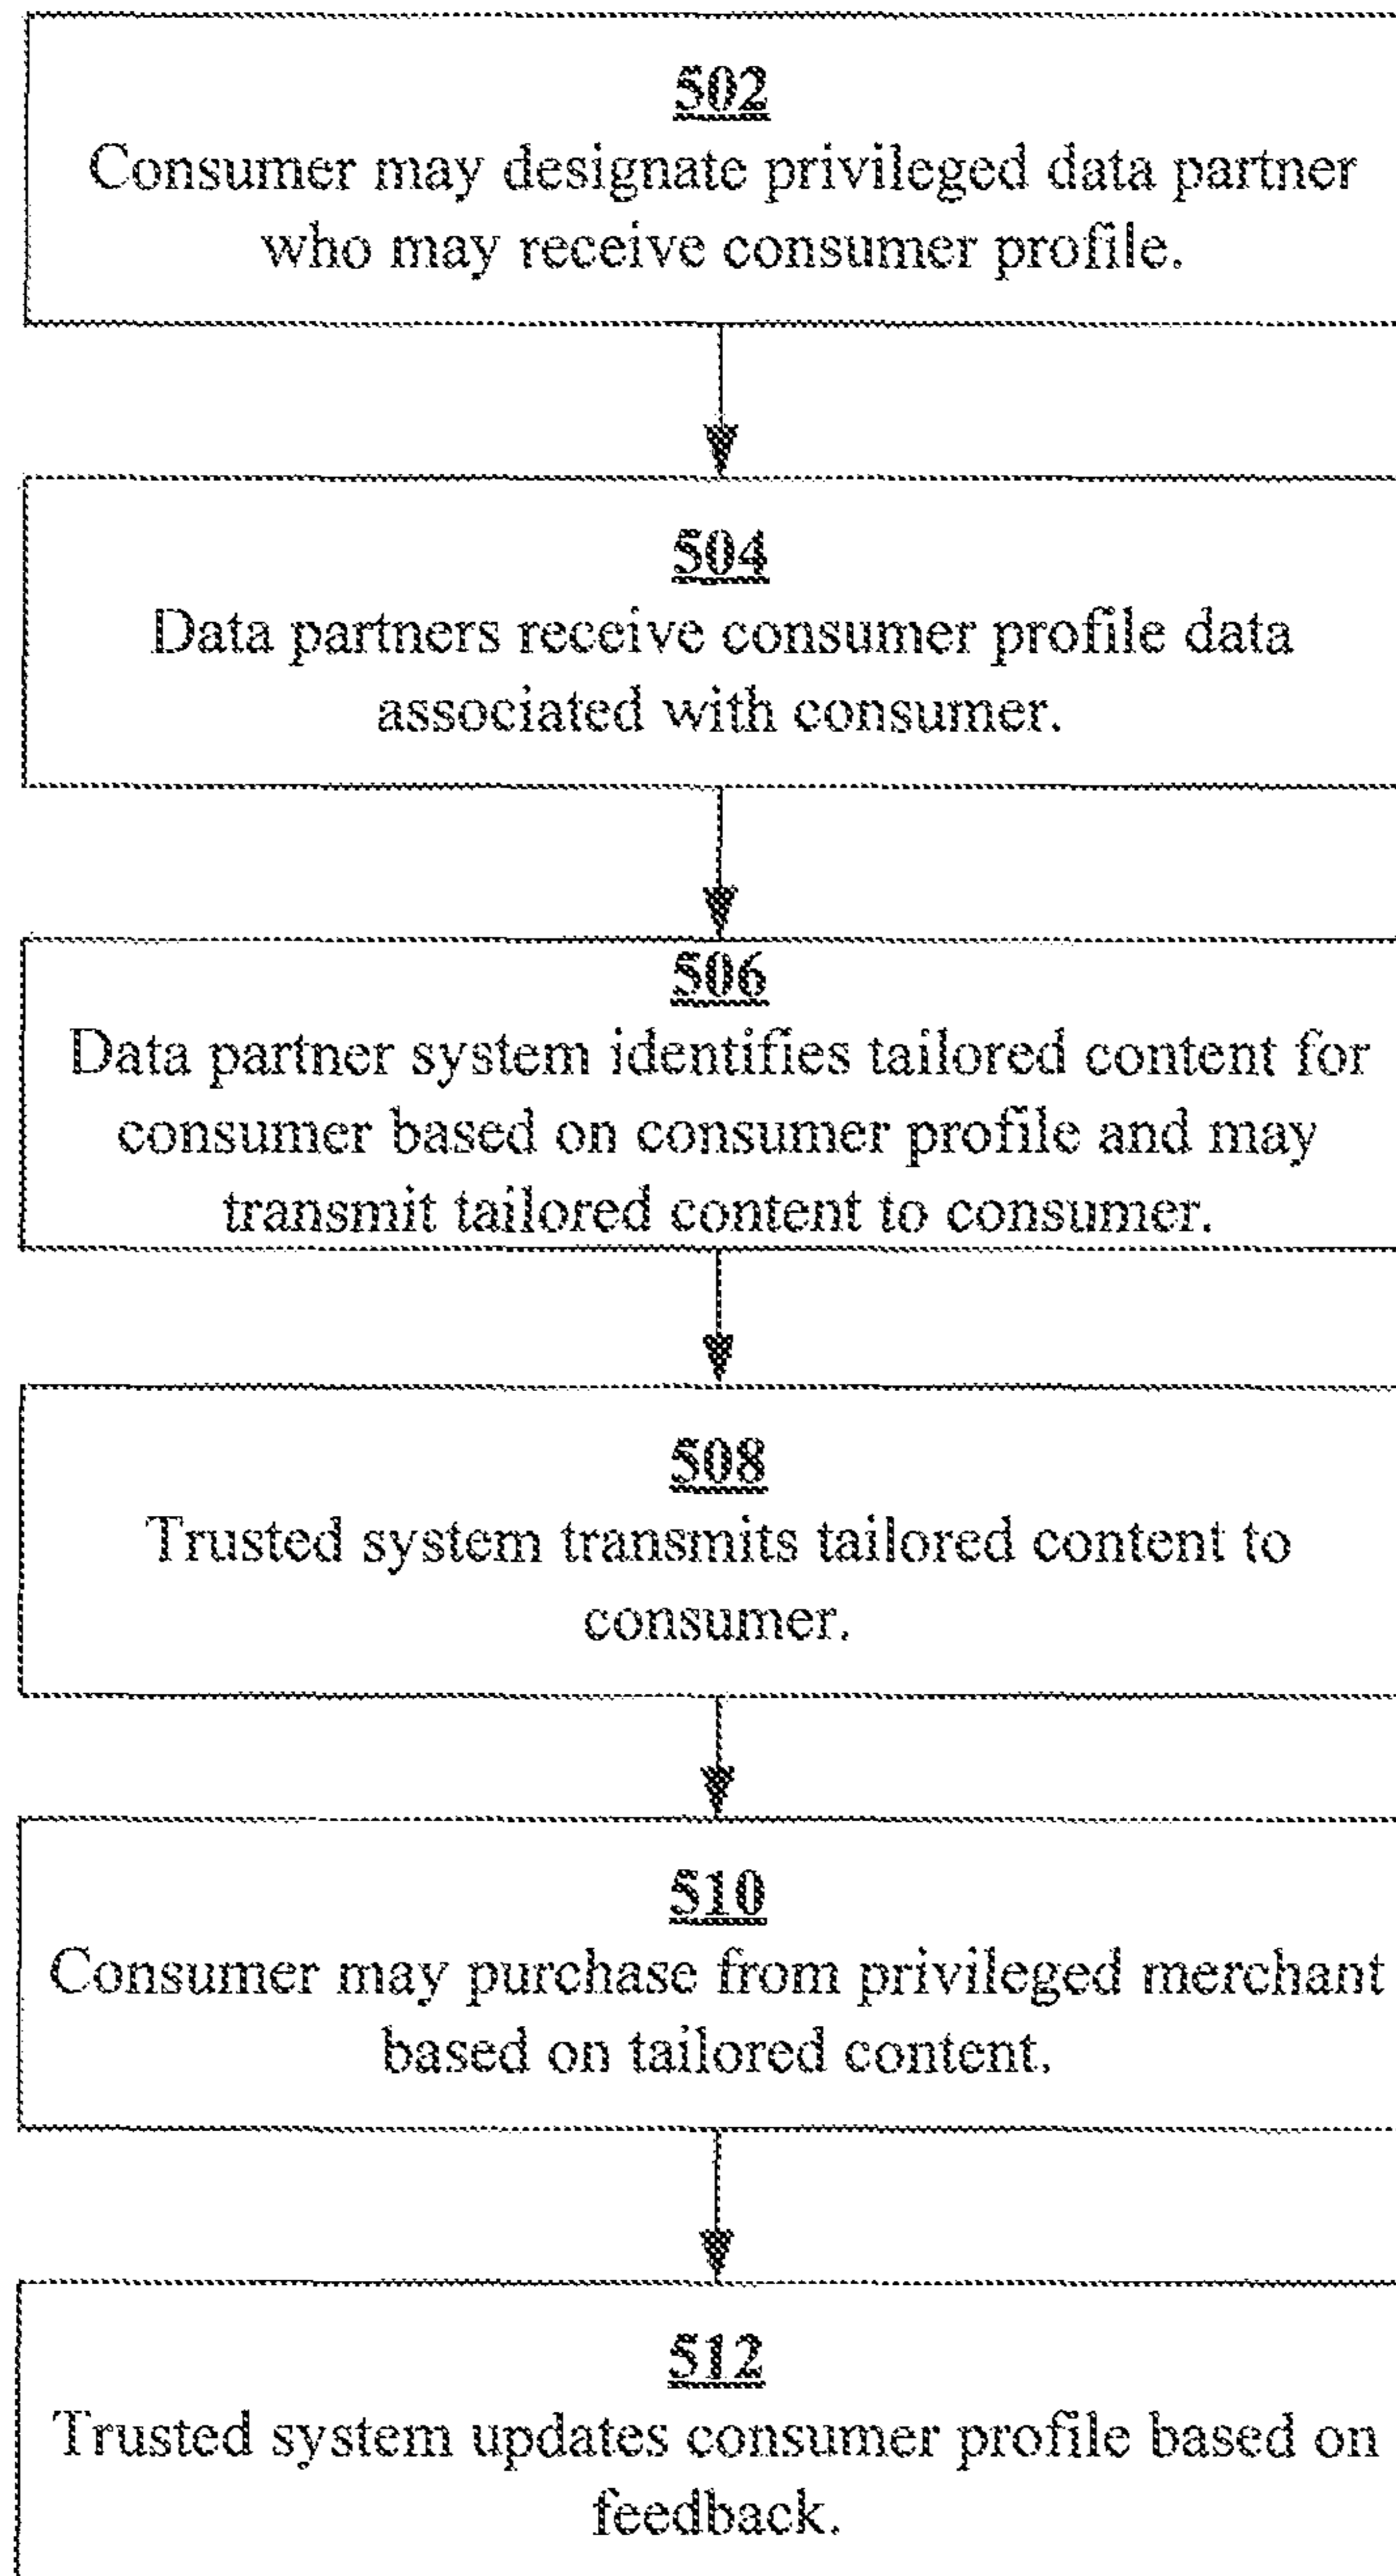 502
Consumer may designate privileged data partner
who may receive consumer profile.
504
Data partners receive consumer profile data
associated with consumer.
506
Data partner system identifies tailored content for
consumer based on consumer profile and may
transmit tailored content to consumer.
508
Trusted system transmits tailored content to
consumer.
510
Consumer may purchase from privileged merchant
based on tailored content.
512
Trusted system updates consumer profile based on
feedback.